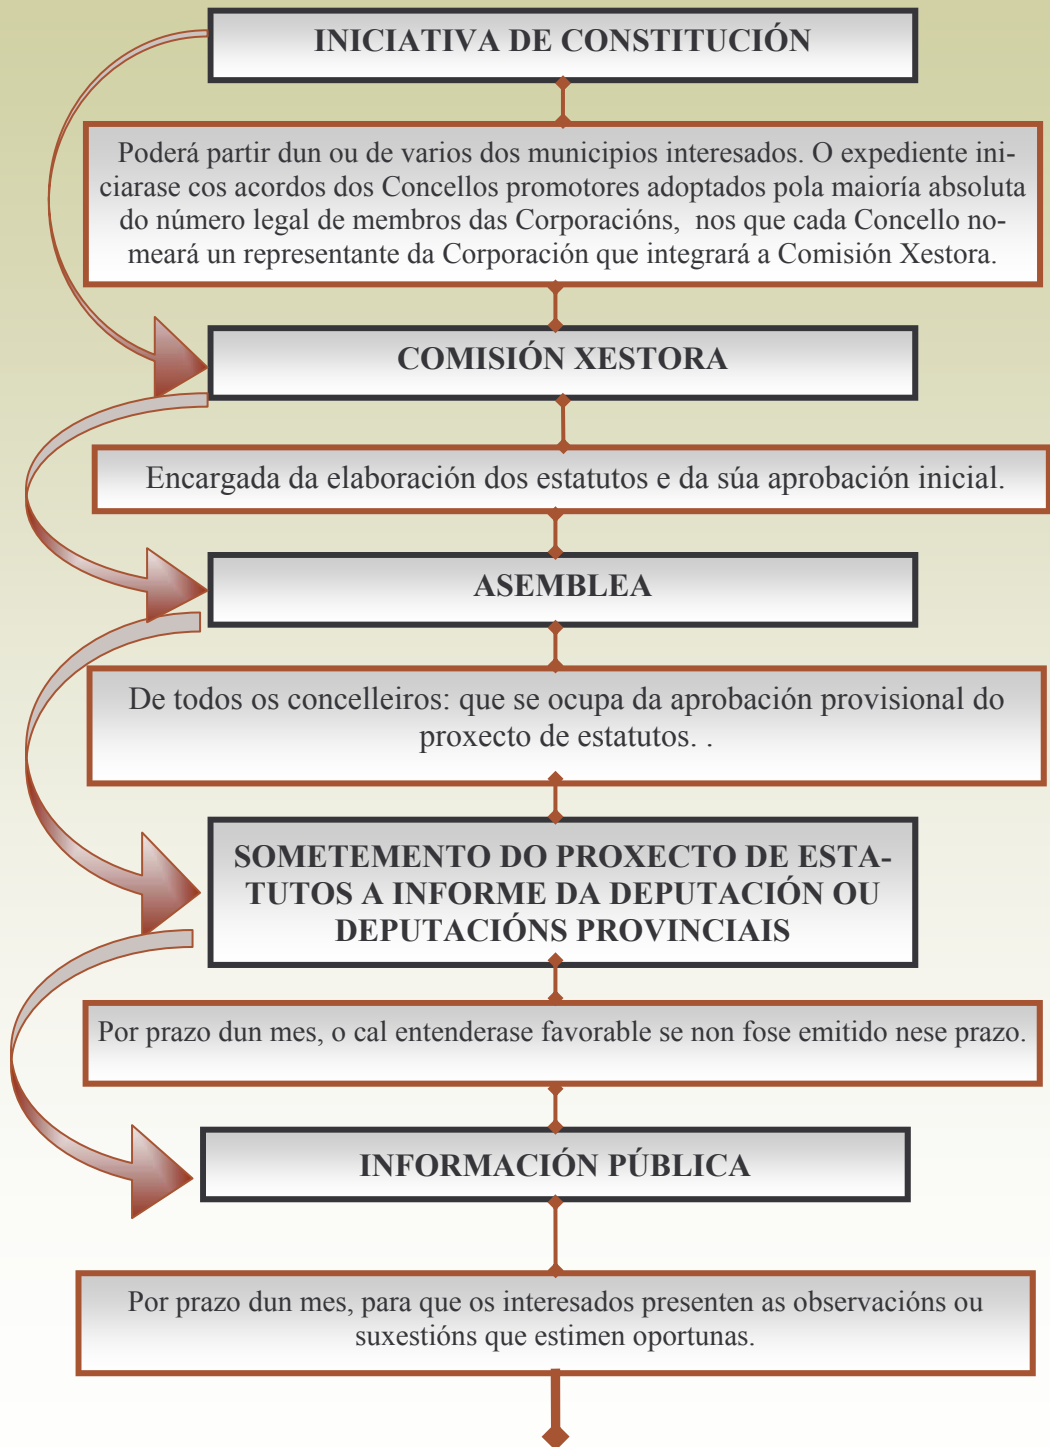 INICIATIVA DE CONSTITUCIÓN
Poderá partir dun ou de varios dos municipios interesados. O expediente ini-
ciarase cos acordos dos Concellos promotores adoptados pola maioría absoluta
do número legal de membros das Corporacións, nos que cada Concello no-
meará un representante da Corporación que integrará a Comisión Xestora.
COMISIÓN XESTORA
Encargada da elaboración dos estatutos e da súa aprobación inicial.
ASEMBLEA
De todos os concelleiros: que se ocupa da aprobación provisional do
proxecto de estatutos. .
SOMETEMENTO DO PROXECTO DE ESTA-
TUTOS A INFORME DA DEPUTACIÓN OU
DEPUTACIÓNS PROVINCIAIS
Por prazo dun mes, o cal entenderase favorable se non fose emitido nese prazo.
INFORMACIÓN PÚBLICA
Por prazo dun mes, para que os interesados presenten as observacións ou
suxestións que estimen oportunas.